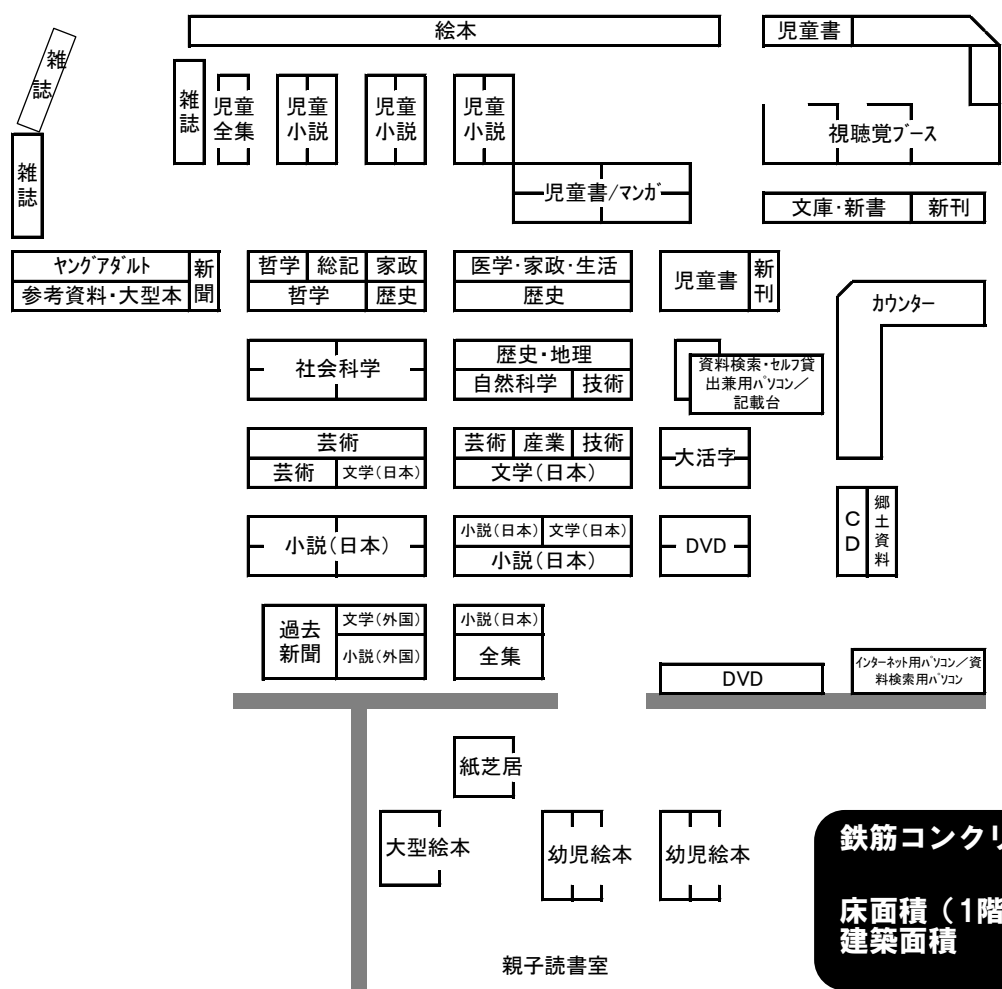 絵本
児童書
雑誌
雑誌
雑誌
児童
全集
児童
小説
児童
小説
児童
小説
視聴覚ブース
児童書/マンガ
文庫・新書
新刊
ヤングアダルト
参考資料・大型本
新聞
哲学
総記
家政
哲学
歴史
医学・家政・生活
歴史
児童書
新刊
カウンター
社会科学
歴史・地理
自然科学
技術
資料検索・セルフ貸
出兼用パソコン/
記載台
芸術
芸術
文学(日本)
芸術
産業
技術
文学(日本)
大活字
小説(日本)
小説(日本)
文学(日本)
小説(日本)
DVD
CD
郷土資料
過去
新聞
文学(外国)
小説(外国)
小説(日本)
全集
DVD
インターネット用パソコン/資
料検索用パソコン
紙芝居
大型絵本
幼児絵本
幼児絵本
親子読書室
鉄筋コンクリ
床面積(1階
建築面積